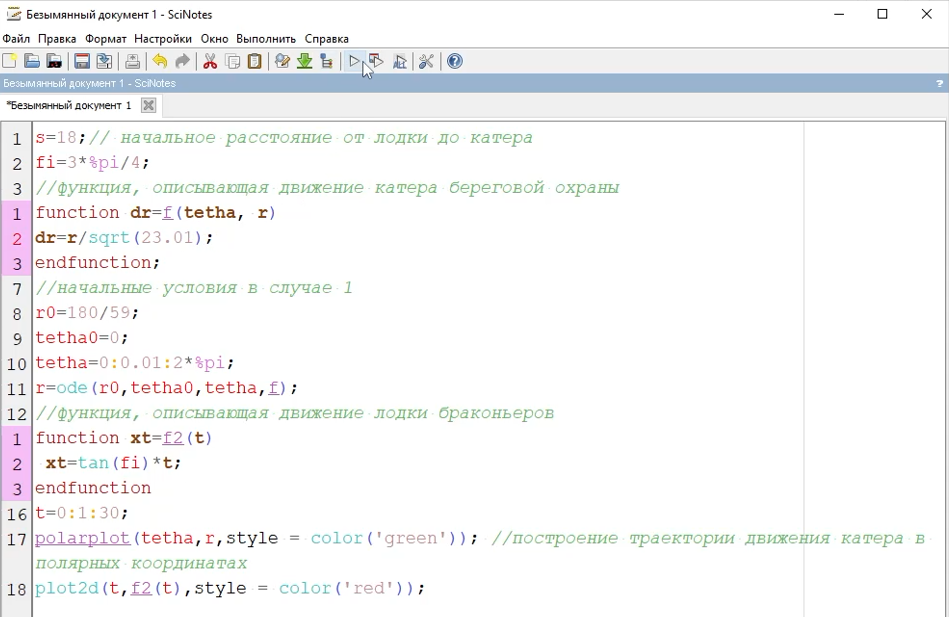 Безымянный документ 1 - SciNotes
Файл Правка Формат Настройки Окно Выполнить Справка
Безымянный документ 1 - SciNotes ?
*Безымянный документ 1
1 s=18;// начальное расстояние от лодки до катера
2 fi=3*%pi/4;
3 //функция, описывающая движение катера береговой охраны
1 function dr=f(tetha, r)
2 dr=r/sqrt(23.01);
3 endfunction;
7 //начальные условия в случае 1
8 r0=180/59;
9 tetha0=0;
10 tetha=0:0.01:2*%pi;
11 r=ode(r0,tetha0,tetha,f);
12 //функция, описывающая движение лодки браконьеров
1 function xt=f2(t)
2 xt=tan(fi)*t;
3 endfunction
16 t=0:1:30;
17 polarplot(tetha,r,style = color('green')); //построение траектории движения катера в
полярных координатах
18 plot2d(t,f2(t),style = color('red'));